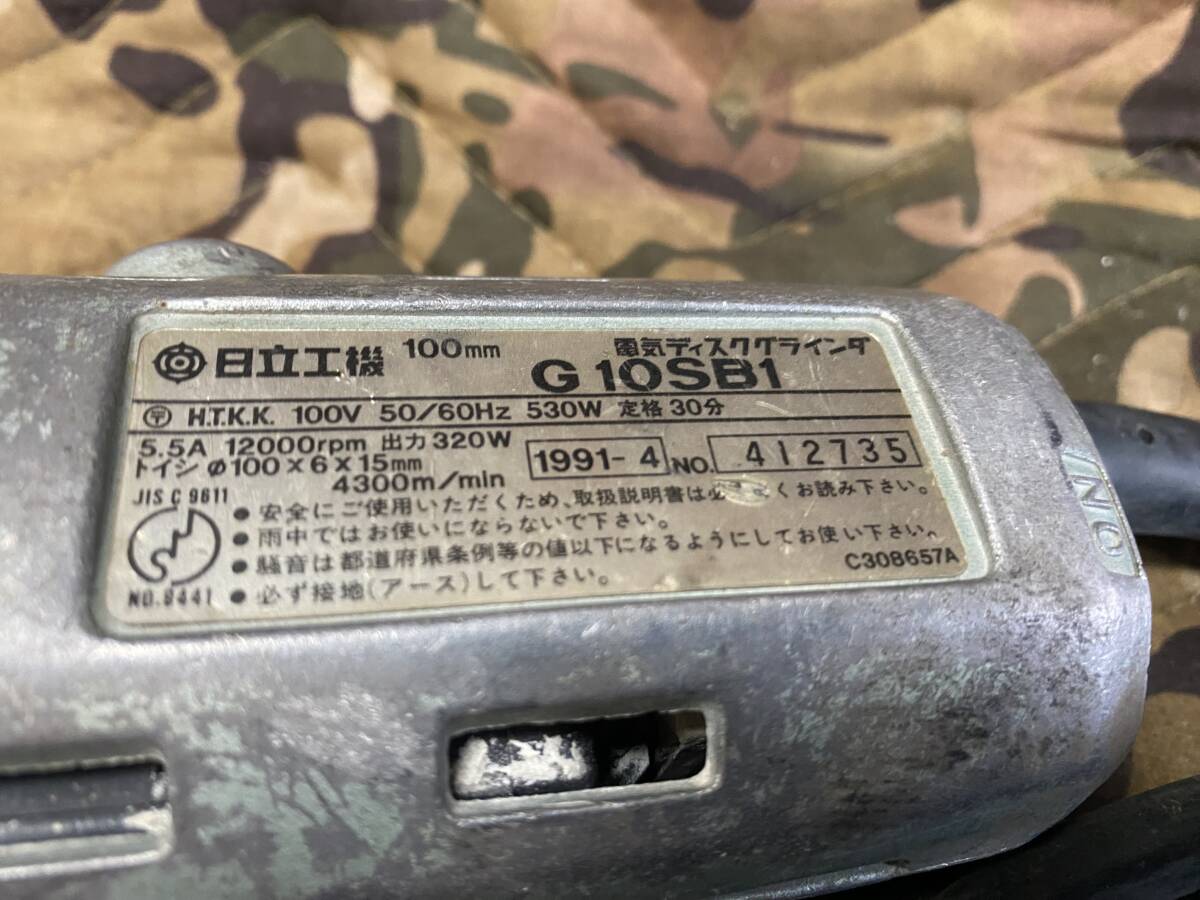 日立工機 100mm 電気ディスクグラインダ
G 10SB1
〒 H.T.K.K. 100V 50/60Hz 530W 定格30分
5.5A 12000rpm 出力320W
トイシ φ100×6×15mm
4300m/min
1991-4 NO. 412735
JIS C 9611
NO.8441
• 安全にご使用いただくため、取扱説明書は必 くお読み下さい。
• 雨中ではお使いにならないで下さい。
• 騒音は都道府県条例等の値以下になるようにしてお使い下さい。
• 必ず接地(アース)して下さい。
C308657A
ON